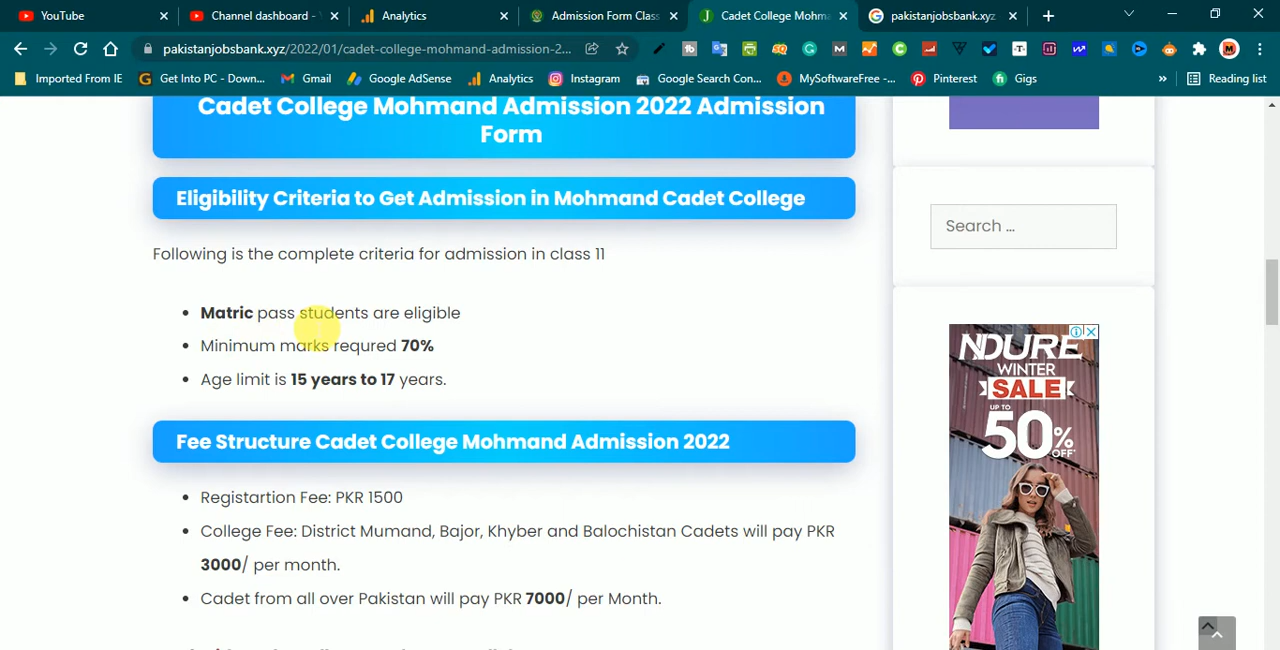 YouTube
Channel dashboard - Y
Analytics
Admission Form Class
Cadet College Mohma
pakistanjobsbank.xyz
pakistanjobsbank.xyz/2022/01/cadet-college-mohmand-admission-2...
Imported From IE
Get Into PC - Down...
Gmail
Google AdSense
Analytics
Instagram
Google Search Con...
MySoftwareFree -...
Pinterest
Gigs
Reading list
Cadet College Mohmand Admission 2022 Admission
Form
Eligibility Criteria to Get Admission in Mohmand Cadet College
Following is the complete criteria for admission in class 11
Matric pass students are eligible
Minimum marks requred 70%
Age limit is 15 years to 17 years.
Fee Structure Cadet College Mohmand Admission 2022
Registartion Fee: PKR 1500
College Fee: District Mumand, Bajor, Khyber and Balochistan Cadets will pay PKR
3000/ per month.
Cadet from all over Pakistan will pay PKR 7000/ per Month.
Search ...
NDURE
WINTER
SALE
UP TO
50%
OFF*